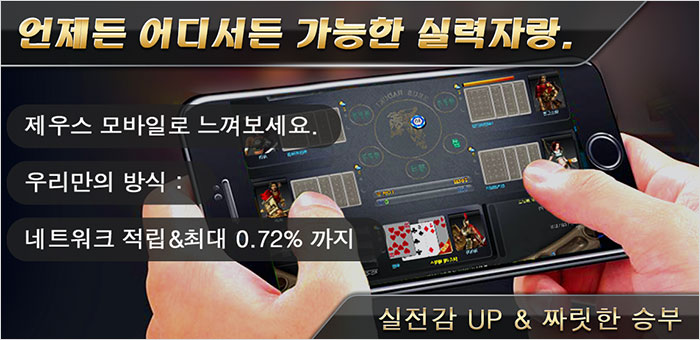 언제든 어디서든 가능한 실력자랑.
제우스 모바일로 느껴보세요.
우리만의 방식 :
네트워크 적립&최대 0.72% 까지
실전감 UP & 짜릿한 승부